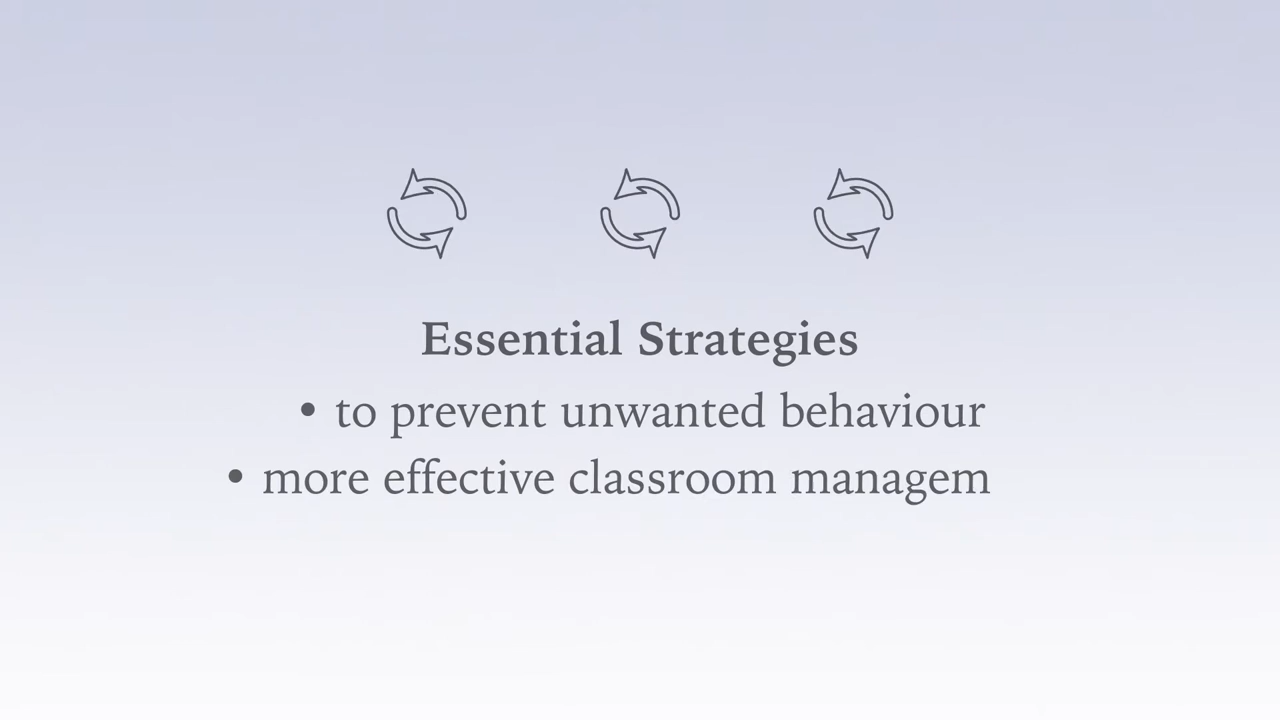 Essential Strategies
• to prevent unwanted behaviour
• more effective classroom managem